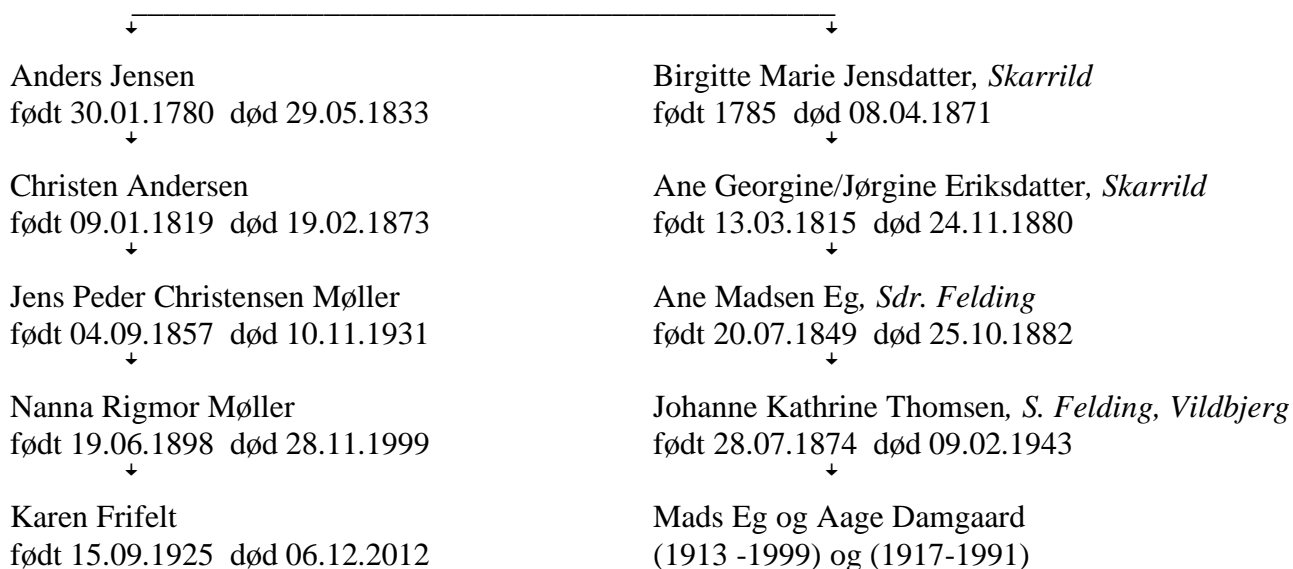 Anders Jensen
født 30.01.1780 død 29.05.1833
Birgitte Marie Jensdatter, Skarrild
født 1785 død 08.04.1871
Christen Andersen
født 09.01.1819 død 19.02.1873
Ane Georgine/Jørgine Eriksdatter, Skarrild
født 13.03.1815 død 24.11.1880
Jens Peder Christensen Møller
født 04.09.1857 død 10.11.1931
Ane Madsen Eg, Sdr. Felding
født 20.07.1849 død 25.10.1882
Nanna Rigmor Møller
født 19.06.1898 død 28.11.1999
Johanne Kathrine Thomsen, S. Felding, Vildbjerg
født 28.07.1874 død 09.02.1943
Karen Frifelt
født 15.09.1925 død 06.12.2012
Mads Eg og Aage Damgaard
(1913 -1999) og (1917-1991)